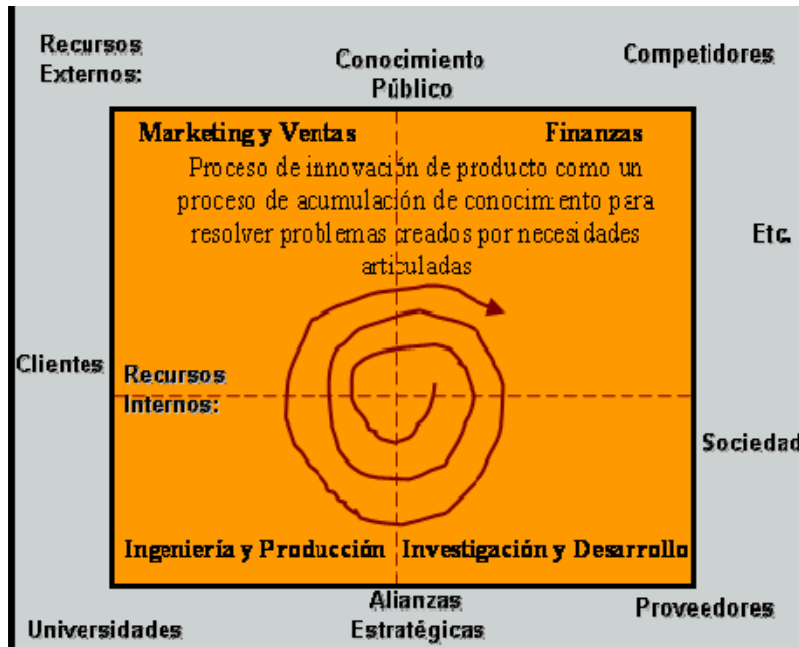 Recursos
Externos:
Conocimiento
Público
Competidores
Marketing y Ventas
Finanzas
Proceso de innovación de producto como un
proceso de acumulación de conocimiento para
resolver problemas creados por necesidades
articuladas
Etc.
Clientes
Recursos
Internos:
Sociedad
Ingeniería y Producción
Investigación y Desarrollo
Alianzas
Estratégicas
Proveedores
Universidades